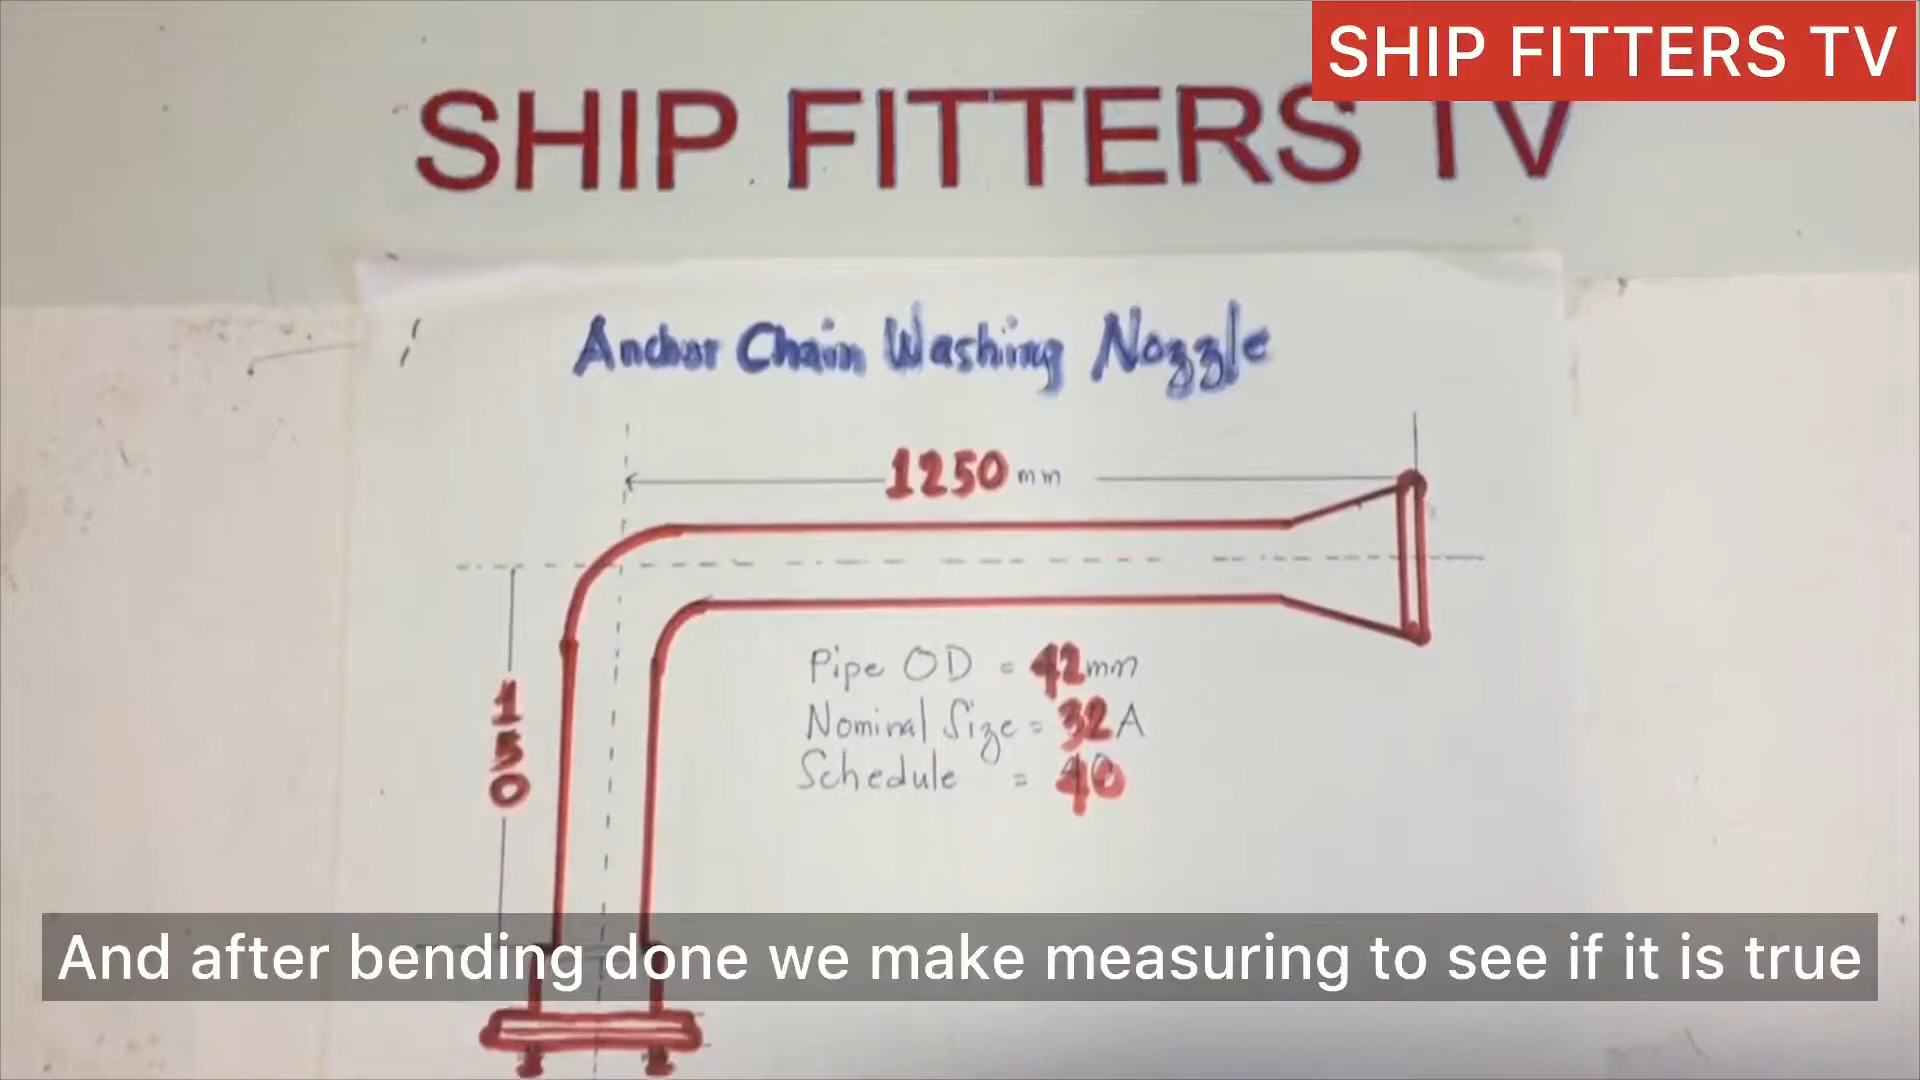 SHIP FITTERS TV
SHIP FITTERS TV
Anchor Chain Washing Nozzle
1250 mm
Pipe OD = 42mm
Nominal Size = 32 A
Schedule = 40
150
And after bending done we make measuring to see if it is true